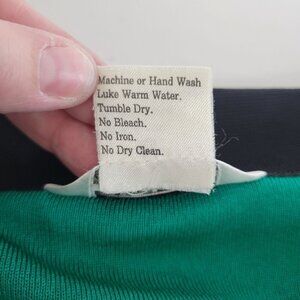 Machine or Hand Wash
Luke Warm Water.
Tumble Dry.
No Bleach.
No Iron.
No Dry Clean.